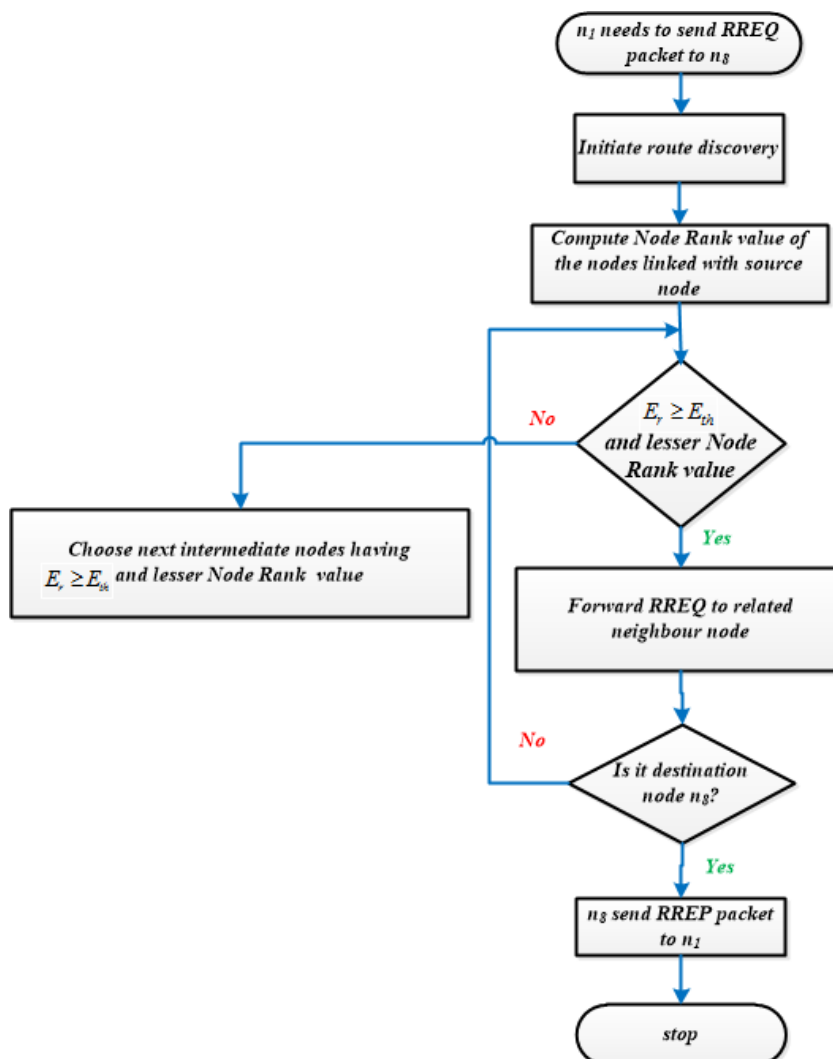 n₁ needs to send RREQ
packet to n₈
Initiate route discovery
Compute Node Rank value of
the nodes linked with source
node
No
Eᵣ ≥ Eₜₕ
and lesser Node
Rank value
Choose next intermediate nodes having
Eᵣ ≥ Eₜₕ and lesser Node Rank value
Yes
Forward RREQ to related
neighbour node
No
Is it destination
node n₈?
Yes
n₈ send RREP packet
to n₁
stop